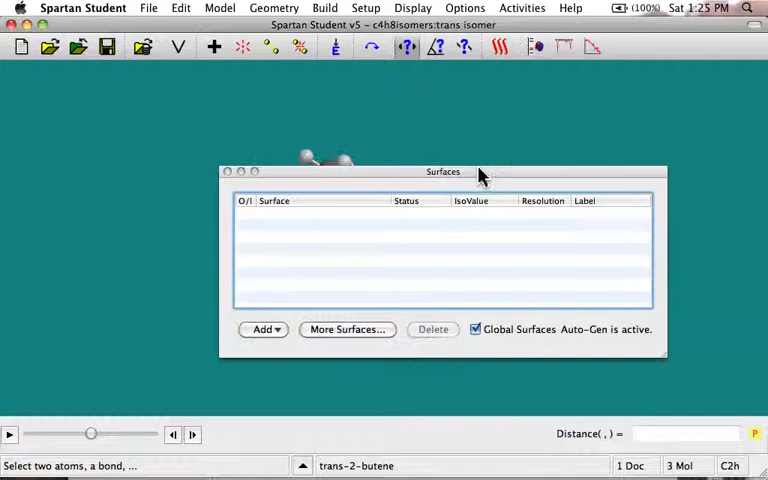 Spartan Student File Edit Model Geometry Build Setup Display Options Activities Help (100%) Sat 1:25 PM
Spartan Student v5 - c4h8isomers:trans isomer
Surfaces
O/I Surface Status IsoValue Resolution Label
Add More Surfaces... Delete Global Surfaces Auto-Gen is active.
Distance( , ) = P
Select two atoms, a bond, ... trans-2-butene 1 Doc 3 Mol C2h